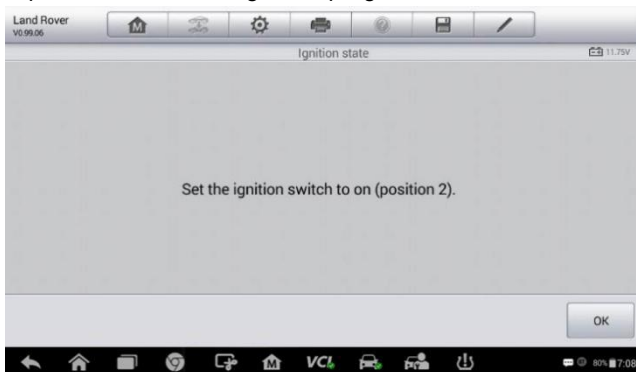 Land Rover
V0.99.06
M
?
Ignition state
11.75V
Set the ignition switch to on (position 2).
OK
M
VCI
80%
7:08